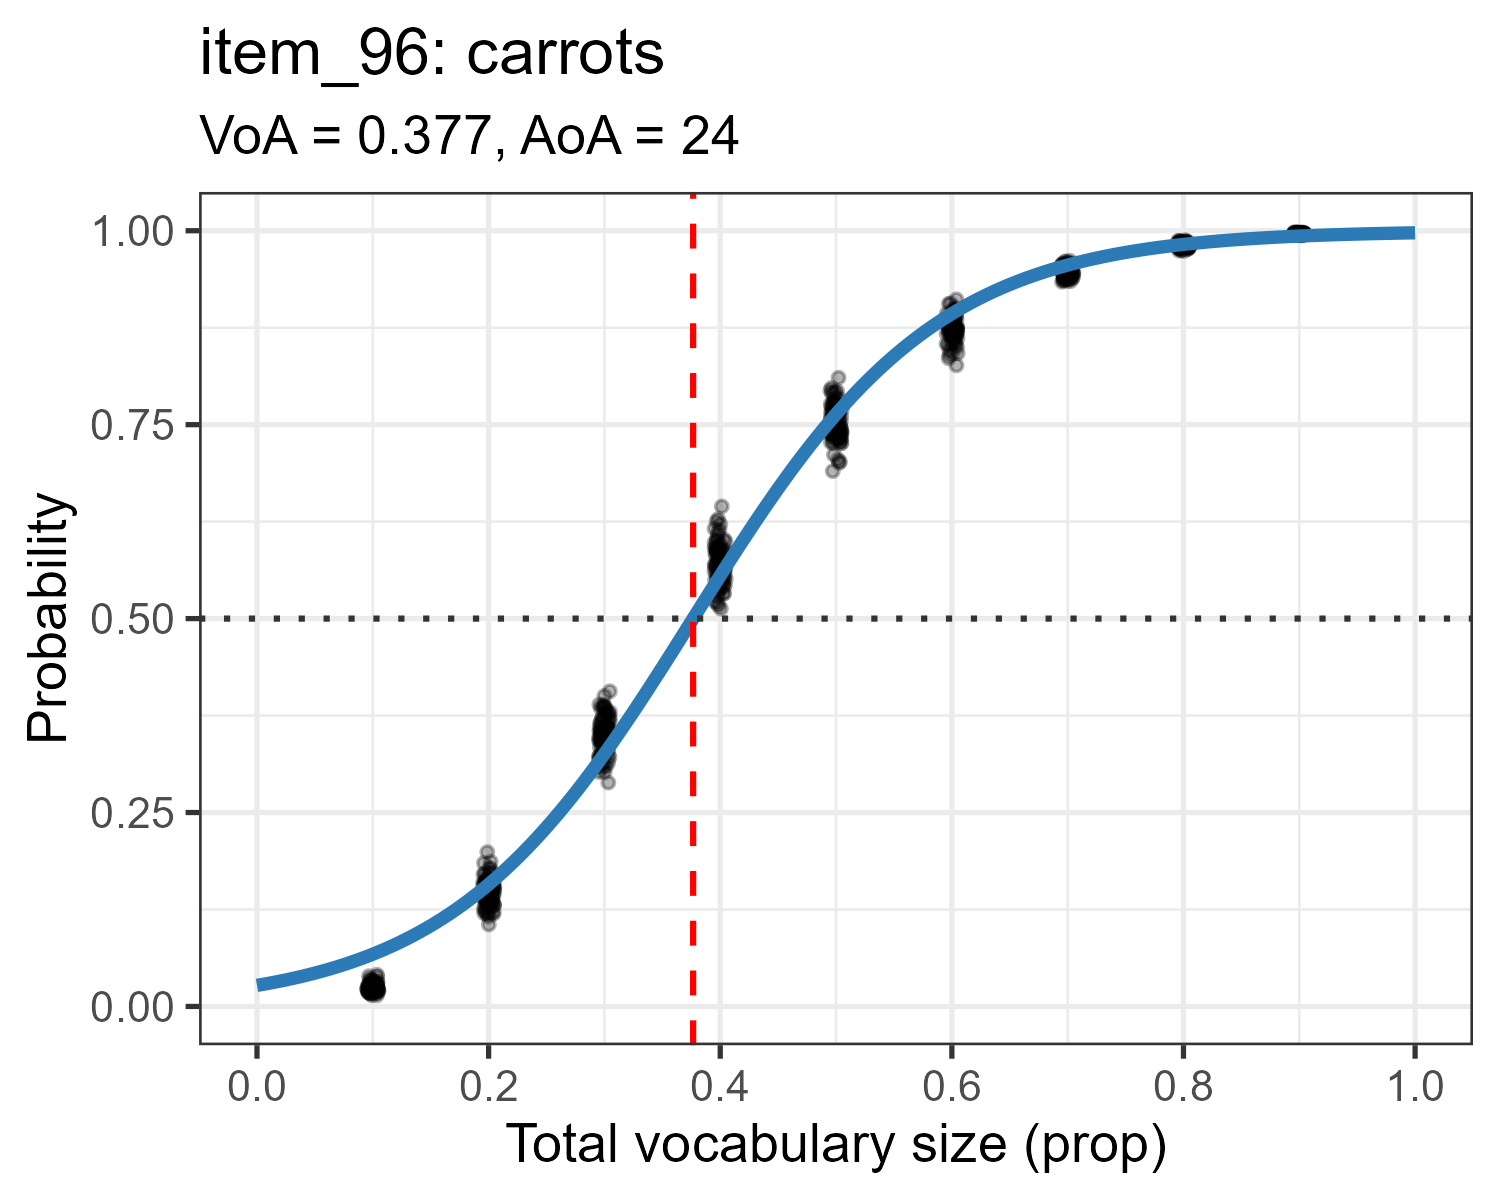 item_96: carrots
VoA = 0.377, AoA = 24
Probability
1.00
0.75
0.50
0.25
0.00
0.0 0.2 0.4 0.6 0.8 1.0
Total vocabulary size (prop)